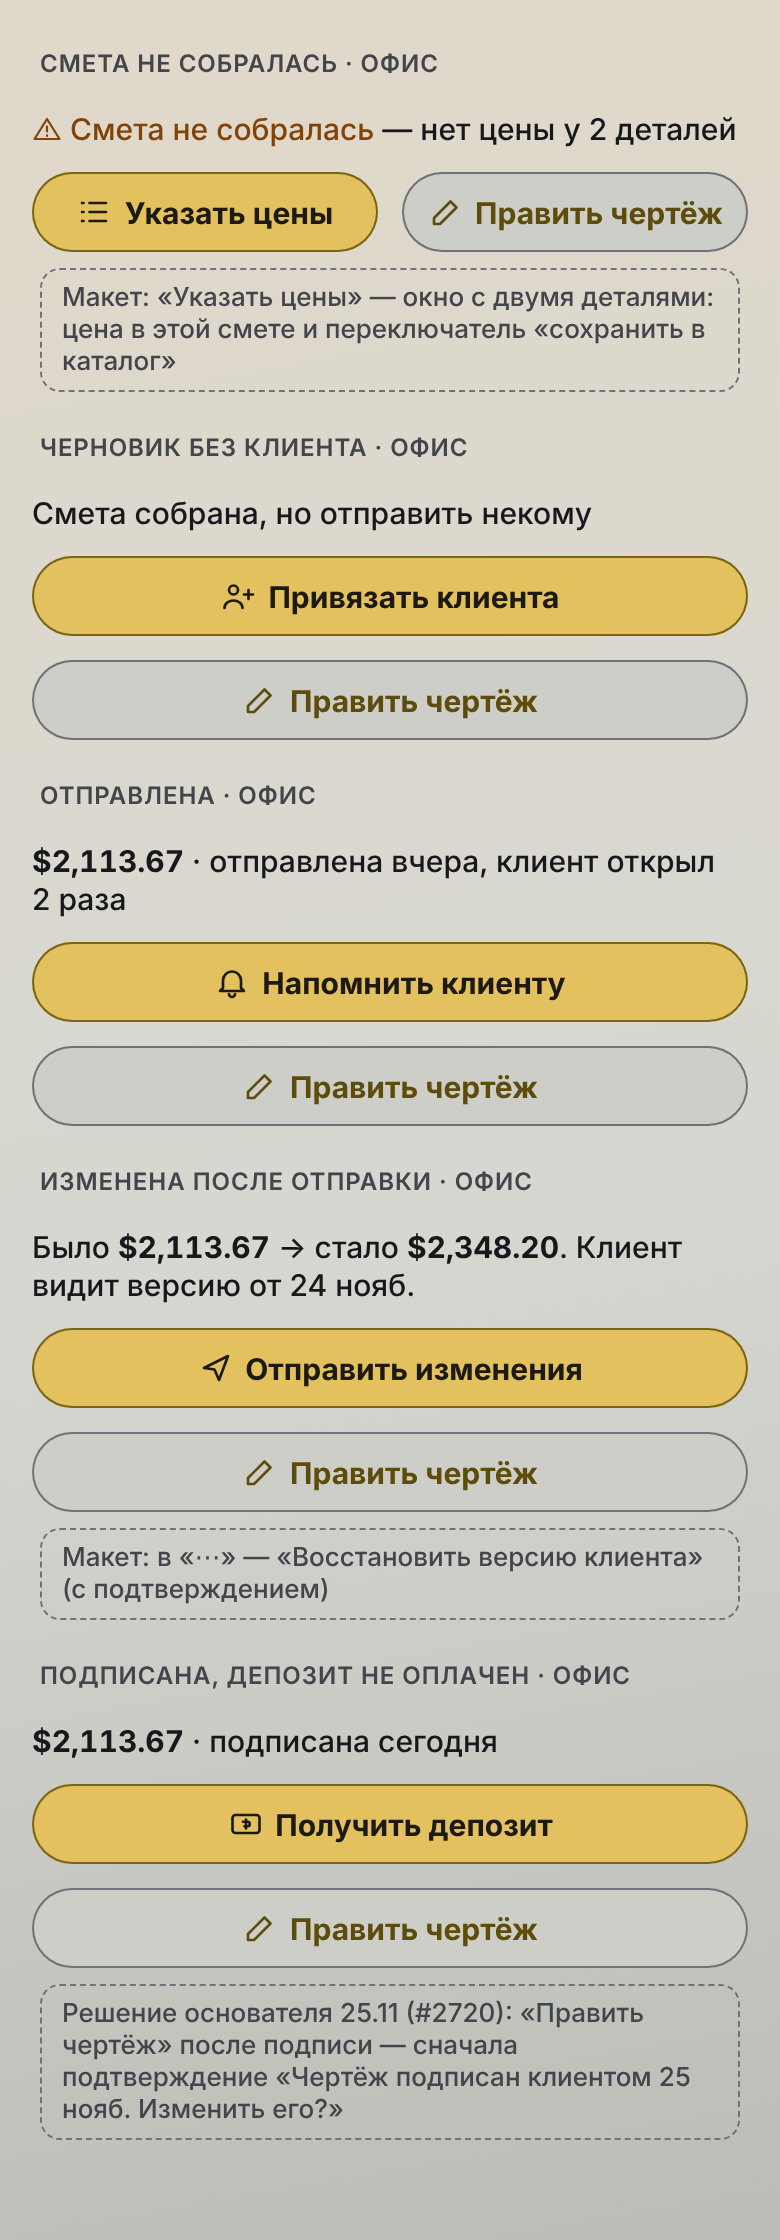 СМЕТА НЕ СОБРАЛАСЬ · ОФИС
Смета не собралась — нет цены у 2 деталей
Указать цены
Править чертёж
Макет: «Указать цены» — окно с двумя деталями:
цена в этой смете и переключатель «сохранить в
каталог»
ЧЕРНОВИК БЕЗ КЛИЕНТА · ОФИС
Смета собрана, но отправить некому
Привязать клиента
Править чертёж
ОТПРАВЛЕНА · ОФИС
$2,113.67 · отправлена вчера, клиент открыл
2 раза
Напомнить клиенту
Править чертёж
ИЗМЕНЕНА ПОСЛЕ ОТПРАВКИ · ОФИС
Было $2,113.67 → стало $2,348.20. Клиент
видит версию от 24 нояб.
Отправить изменения
Править чертёж
Макет: в «···» — «Восстановить версию клиента»
(с подтверждением)
ПОДПИСАНА, ДЕПОЗИТ НЕ ОПЛАЧЕН · ОФИС
$2,113.67 · подписана сегодня
Получить депозит
Править чертёж
Решение основателя 25.11 (#2720): «Править
чертёж» после подписи — сначала
подтверждение «Чертёж подписан клиентом 25
нояб. Изменить его?»